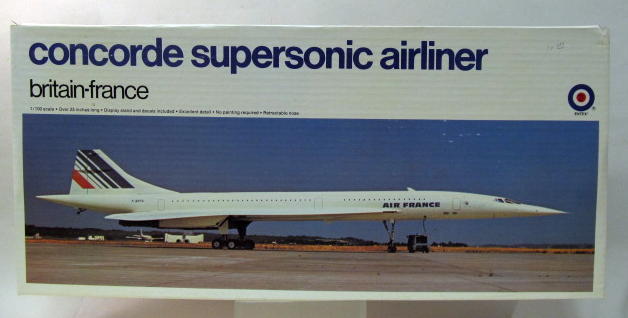 concorde supersonic airliner
britain-france
1/100 scale • Over 25 inches long • Display stand and decals included • Excellent detail • No painting required • Retractable nose
entex
AIR FRANCE